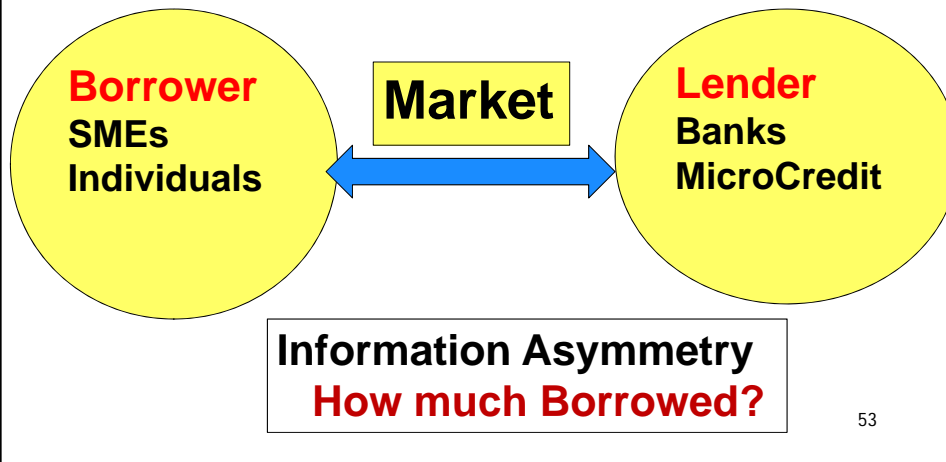 Borrower
SMEs
Individuals
Market
Lender
Banks
MicroCredit
Information Asymmetry
How much Borrowed?
53